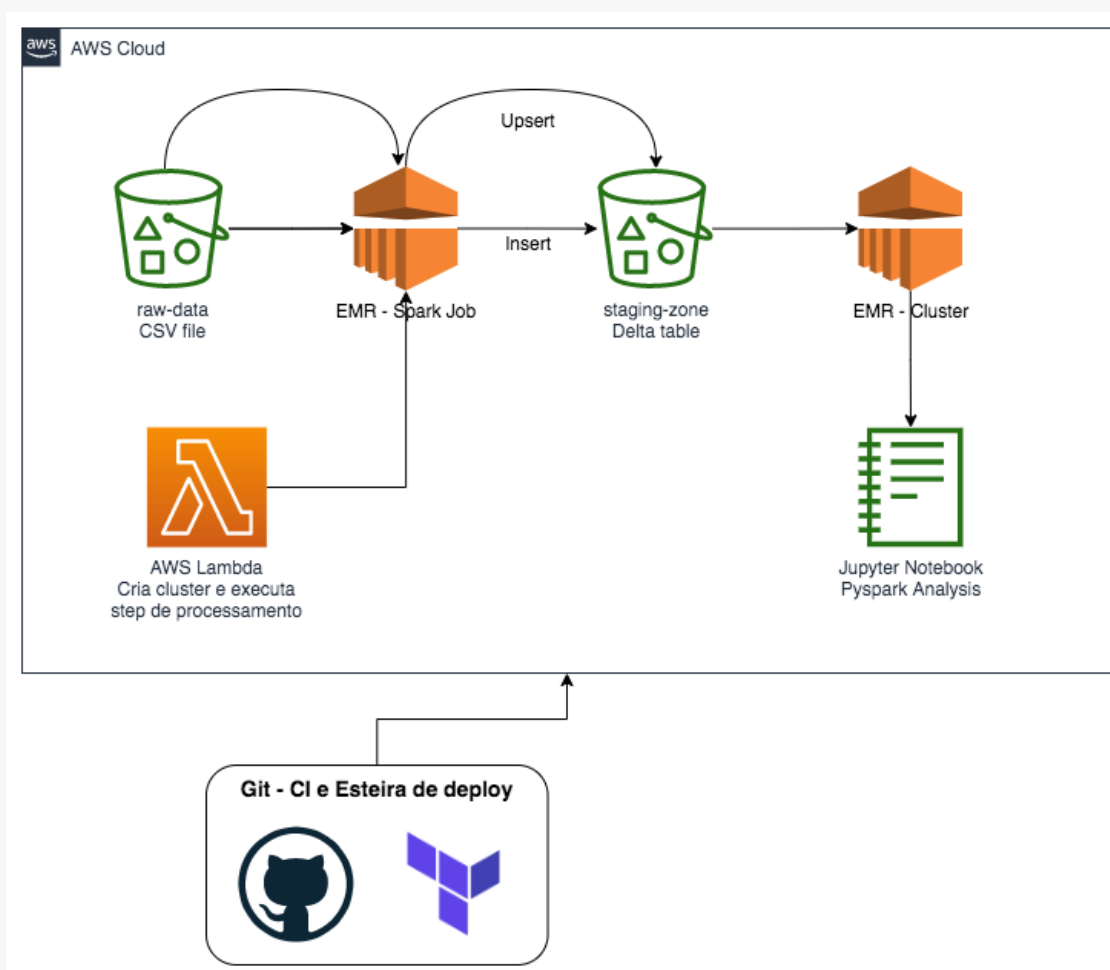 aws
AWS Cloud
Upsert
Insert
raw-data
CSV file
EMR - Spark Job
staging-zone
Delta table
EMR - Cluster
AWS Lambda
Cria cluster e executa
step de processamento
Jupyter Notebook
Pyspark Analysis
Git - CI e Esteira de deploy